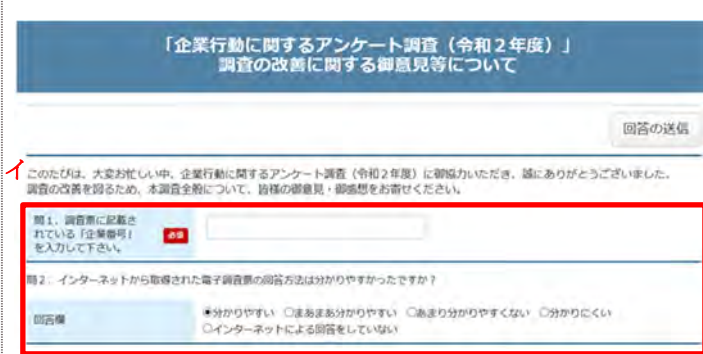 「企業行動に関するアンケート調査（令和２年度）」
調査の改善に関する御意見等について
回答の送信
イ
このたびは、大変お忙しい中、企業行動に関するアンケート調査（令和２年度）に御協力いただき、誠にありがとうございました。
調査の改善を図るため、本調査全般について、皆様の御意見・御感想をお寄せください。
問１．調査票に記載さ
れている「企業番号」 必須
を入力して下さい。
問２．インターネットから取得された電子調査票の回答方法は分かりやすかったですか？
回答欄
●分かりやすい ○まあまあ分かりやすい ○あまり分かりやすくない ○分かりにくい
○インターネットによる回答をしていない